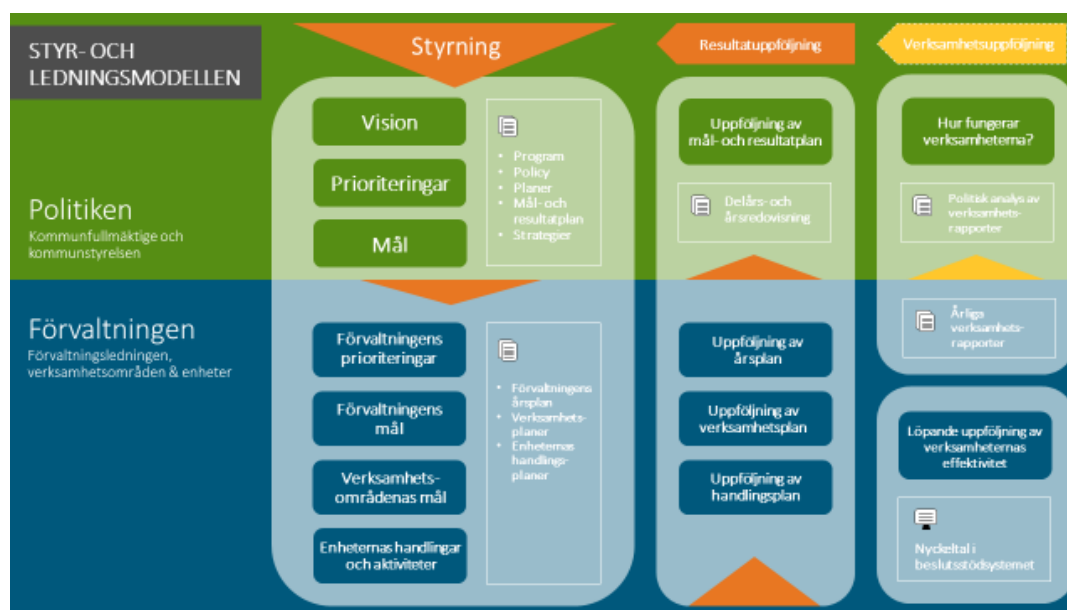 STYR- OCH
LEDNINGSMODELLEN
Politiken
Kommunfullmäktige och
kommunstyrelsen
Förvaltningen
Förvaltningsledningen,
verksamhetsområden & enheter
Styrning
Vision
Prioriteringar
Mål
• Program
• Policy
• Planer
• Mål- och
resultatplan
• Strategier
Förvaltningens
prioriteringar
Förvaltningens
mål
Verksamhets-
områdenas mål
Enheternas handlingar
och aktiviteter
• Förvaltningens
årsplan
• Verksamhets-
planer
• Enheternas
handlings-
planer
Resultatuppföljning
Uppföljning av
mål- och resultatplan
Delårs- och
årsredovisning
Uppföljning av
årsplan
Uppföljning av
verksamhetsplan
Uppföljning av
handlingsplan
Verksamhetsuppföljning
Hur fungerar
verksamheterna?
Politisk analys av
verksamhets-
rapporter
Årliga
verksamhets-
rapporter
Löpande uppföljning av
verksamheternas
effektivitet
Nyckeltal i
beslutsstödsystemet